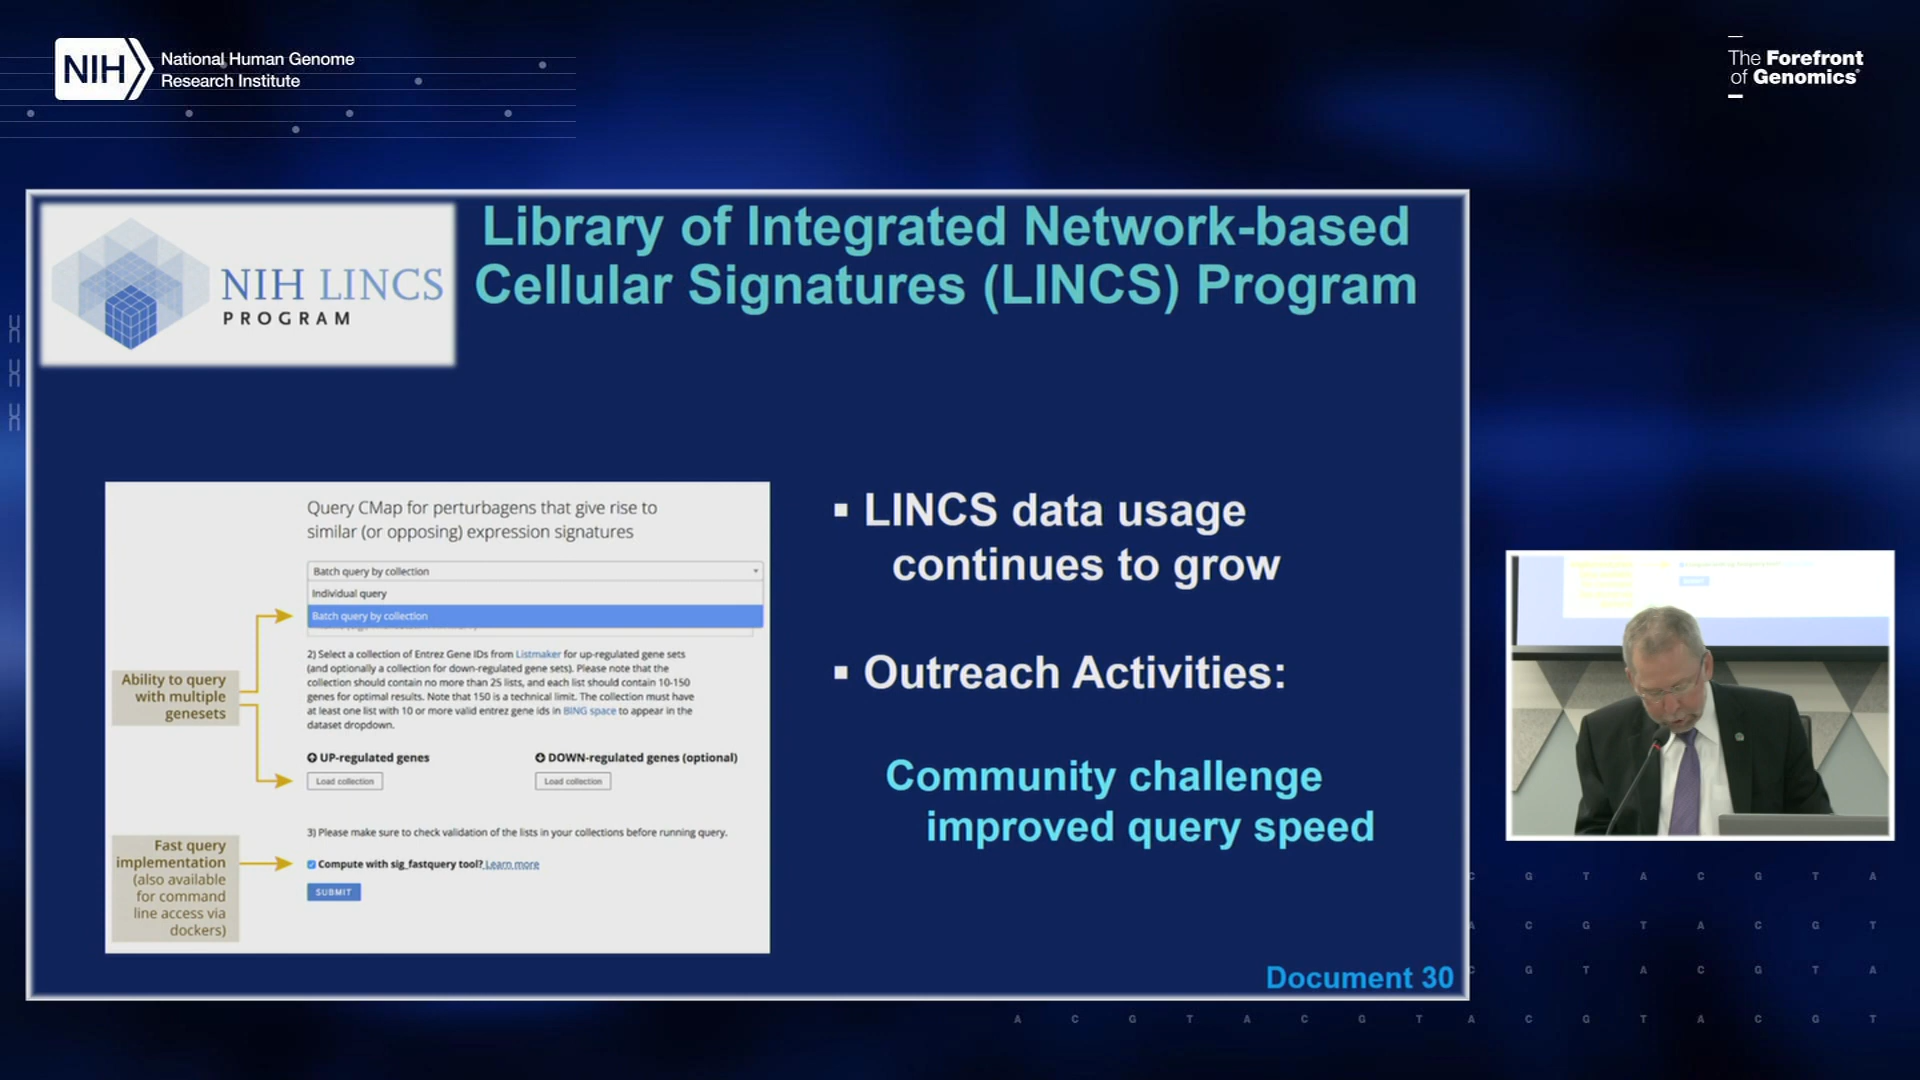 NIH
National Human Genome
Research Institute
The Forefront
of Genomics®
NIH LINCS
PROGRAM
Library of Integrated Network-based
Cellular Signatures (LINCS) Program
Query CMap for perturbagens that give rise to
similar (or opposing) expression signatures
Batch query by collection
Individual query
Batch query by collection
2) Select a collection of Entrez Gene IDs from Listmaker for up-regulated gene sets
(and optionally a collection for down-regulated gene sets). Please note that the
collection should contain no more than 25 lists, and each list should contain 10-150
genes for optimal results. Note that 150 is a technical limit. The collection must have
at least one list with 10 or more valid entrez gene ids in BING space to appear in the
dataset dropdown.
Ability to query
with multiple
genesets
UP-regulated genes
DOWN-regulated genes (optional)
Load collection
Load collection
3) Please make sure to check validation of the lists in your collections before running query.
Fast query
implementation
(also available
for command
line access via
dockers)
Compute with sig_fastquery tool? Learn more
SUBMIT
▪ LINCS data usage
continues to grow
▪ Outreach Activities:
Community challenge
improved query speed
Document 30
C G T A C G T A
A C G T A C G T
C G T A C G T A
A C G T A C G T A C G T A C G T